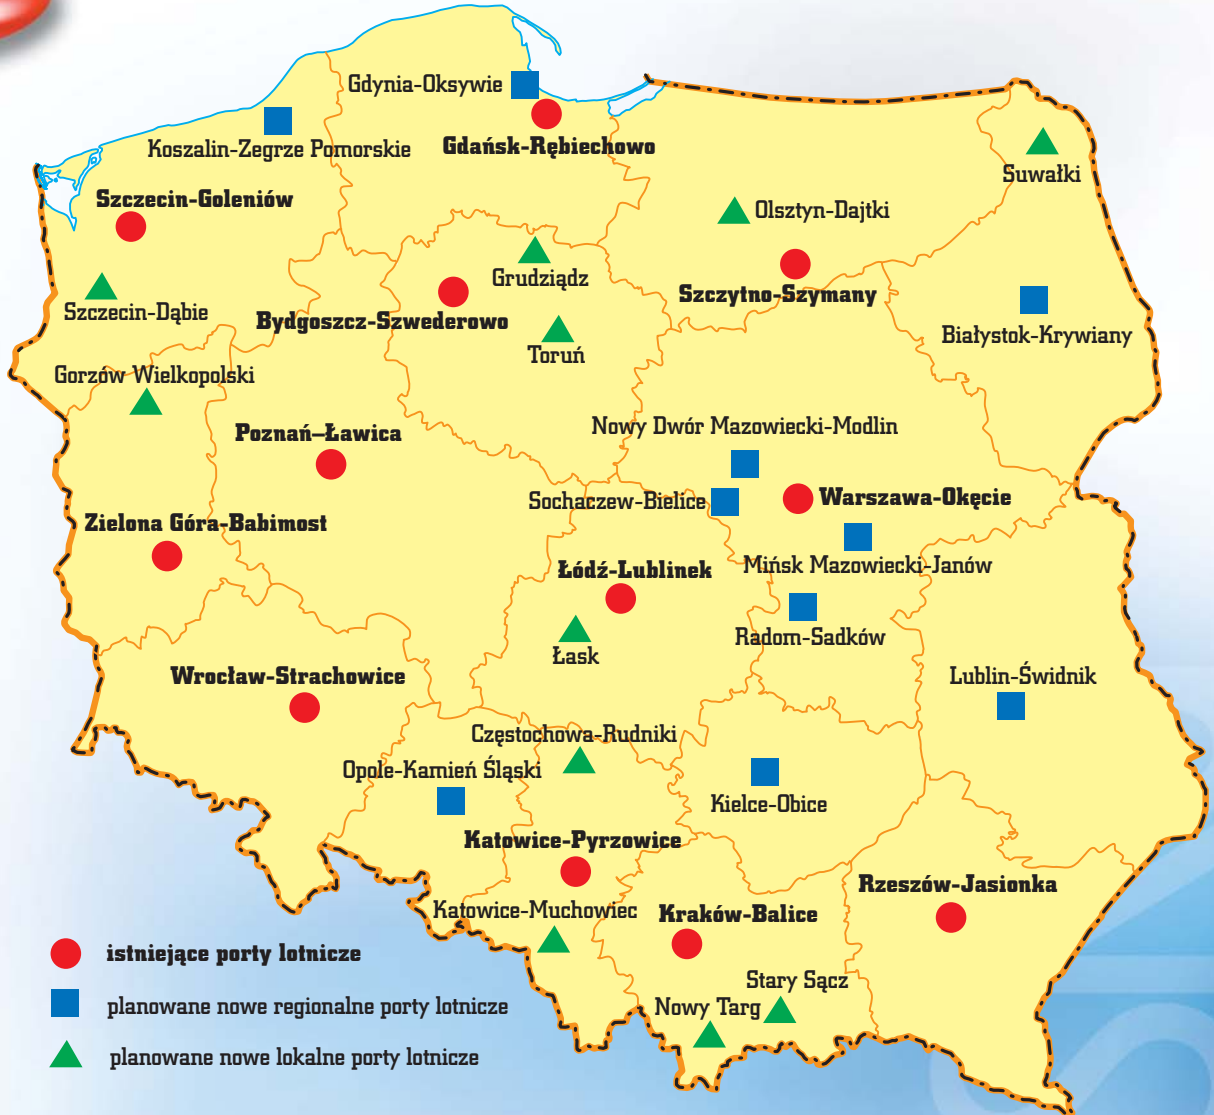 Gdynia-Oksywie
Koszalin-Zegrze Pomorskie
Gdańsk-Rębiechowo
Suwałki
Szczecin-Goleniów
Olsztyn-Dajtki
Grudziądz
Szczytno-Szymany
Szczecin-Dąbie
Bydgoszcz-Szwederowo
Białystok-Krywiany
Toruń
Gorzów Wielkopolski
Nowy Dwór Mazowiecki-Modlin
Poznań–Ławica
Sochaczew-Bielice
Warszawa-Okęcie
Zielona Góra-Babimost
Mińsk Mazowiecki-Janów
Łódź-Lublinek
Radom-Sadków
Łask
Wrocław-Strachowice
Lublin-Świdnik
Częstochowa-Rudniki
Opole-Kamień Śląski
Kielce-Obice
Katowice-Pyrzowice
Rzeszów-Jasionka
Katowice-Muchowiec
Kraków-Balice
Stary Sącz
Nowy Targ
istniejące porty lotnicze
planowane nowe regionalne porty lotnicze
planowane nowe lokalne porty lotnicze